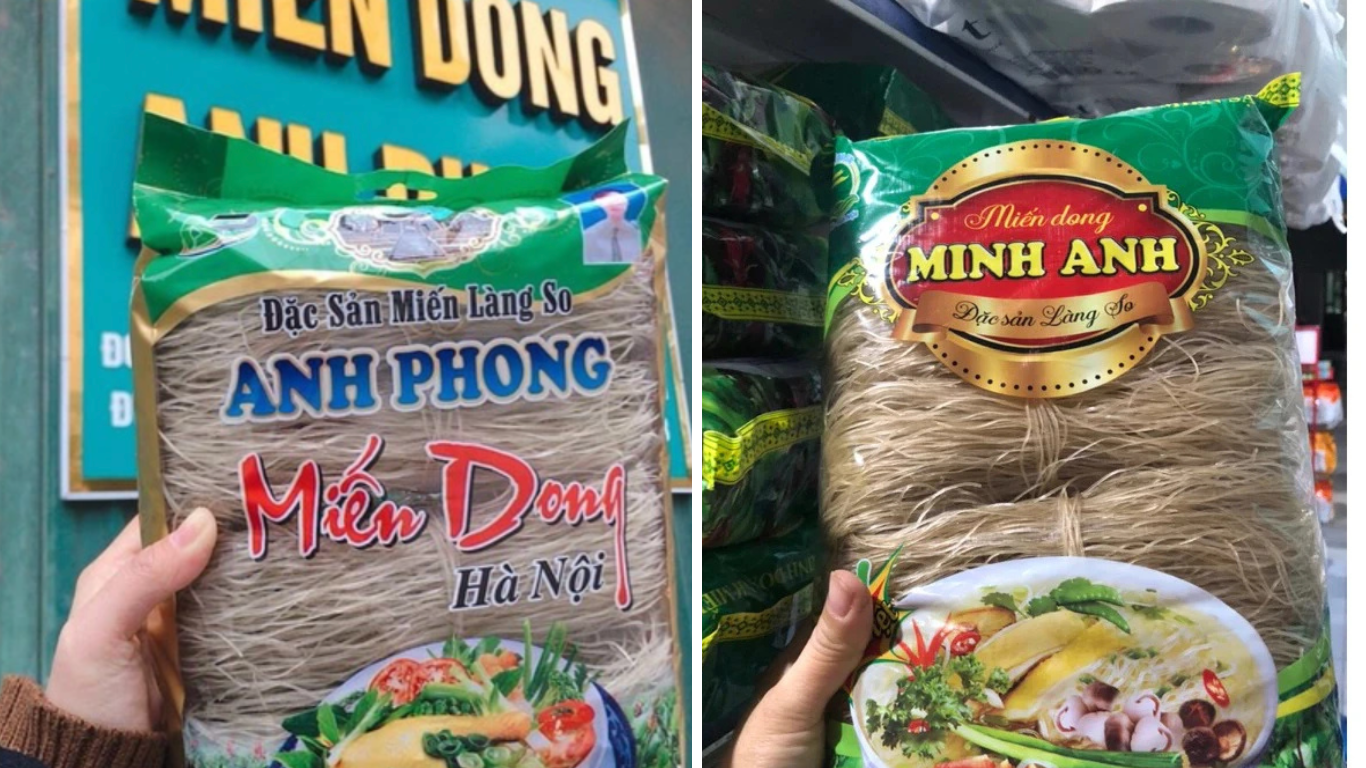 MIẾN DONG
Đặc Sản Miến Làng So
ANH PHONG
Miến Dong
Hà Nội
Miến dong
MINH ANH
Đặc sản Làng So